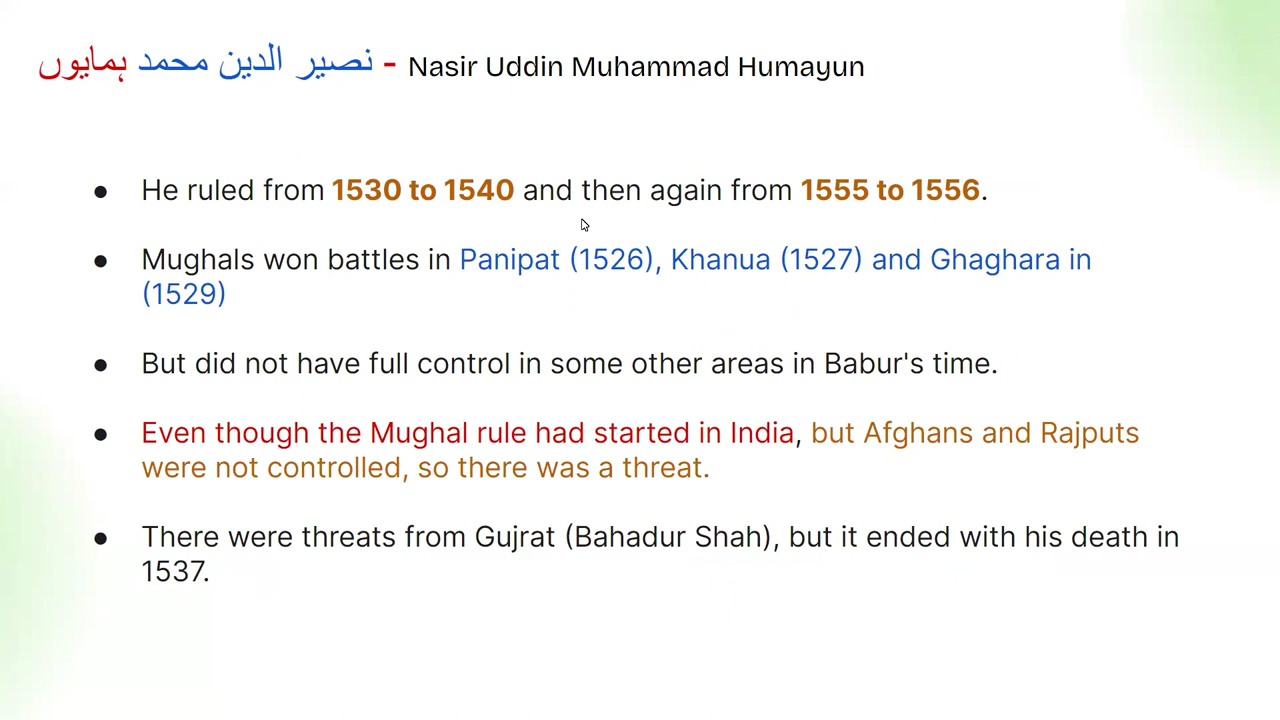 نصیر الدین محمد ہمایوں - Nasir Uddin Muhammad Humayun
● He ruled from 1530 to 1540 and then again from 1555 to 1556.
● Mughals won battles in Panipat (1526), Khanua (1527) and Ghaghara in
(1529)
● But did not have full control in some other areas in Babur's time.
● Even though the Mughal rule had started in India, but Afghans and Rajputs
were not controlled, so there was a threat.
● There were threats from Gujrat (Bahadur Shah), but it ended with his death in
1537.